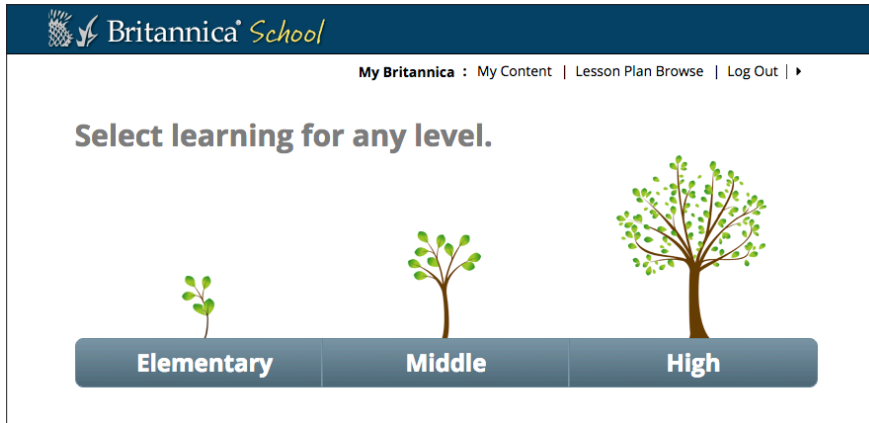 Britannica® School
My Britannica : My Content | Lesson Plan Browse | Log Out |
Select learning for any level.
Elementary Middle High